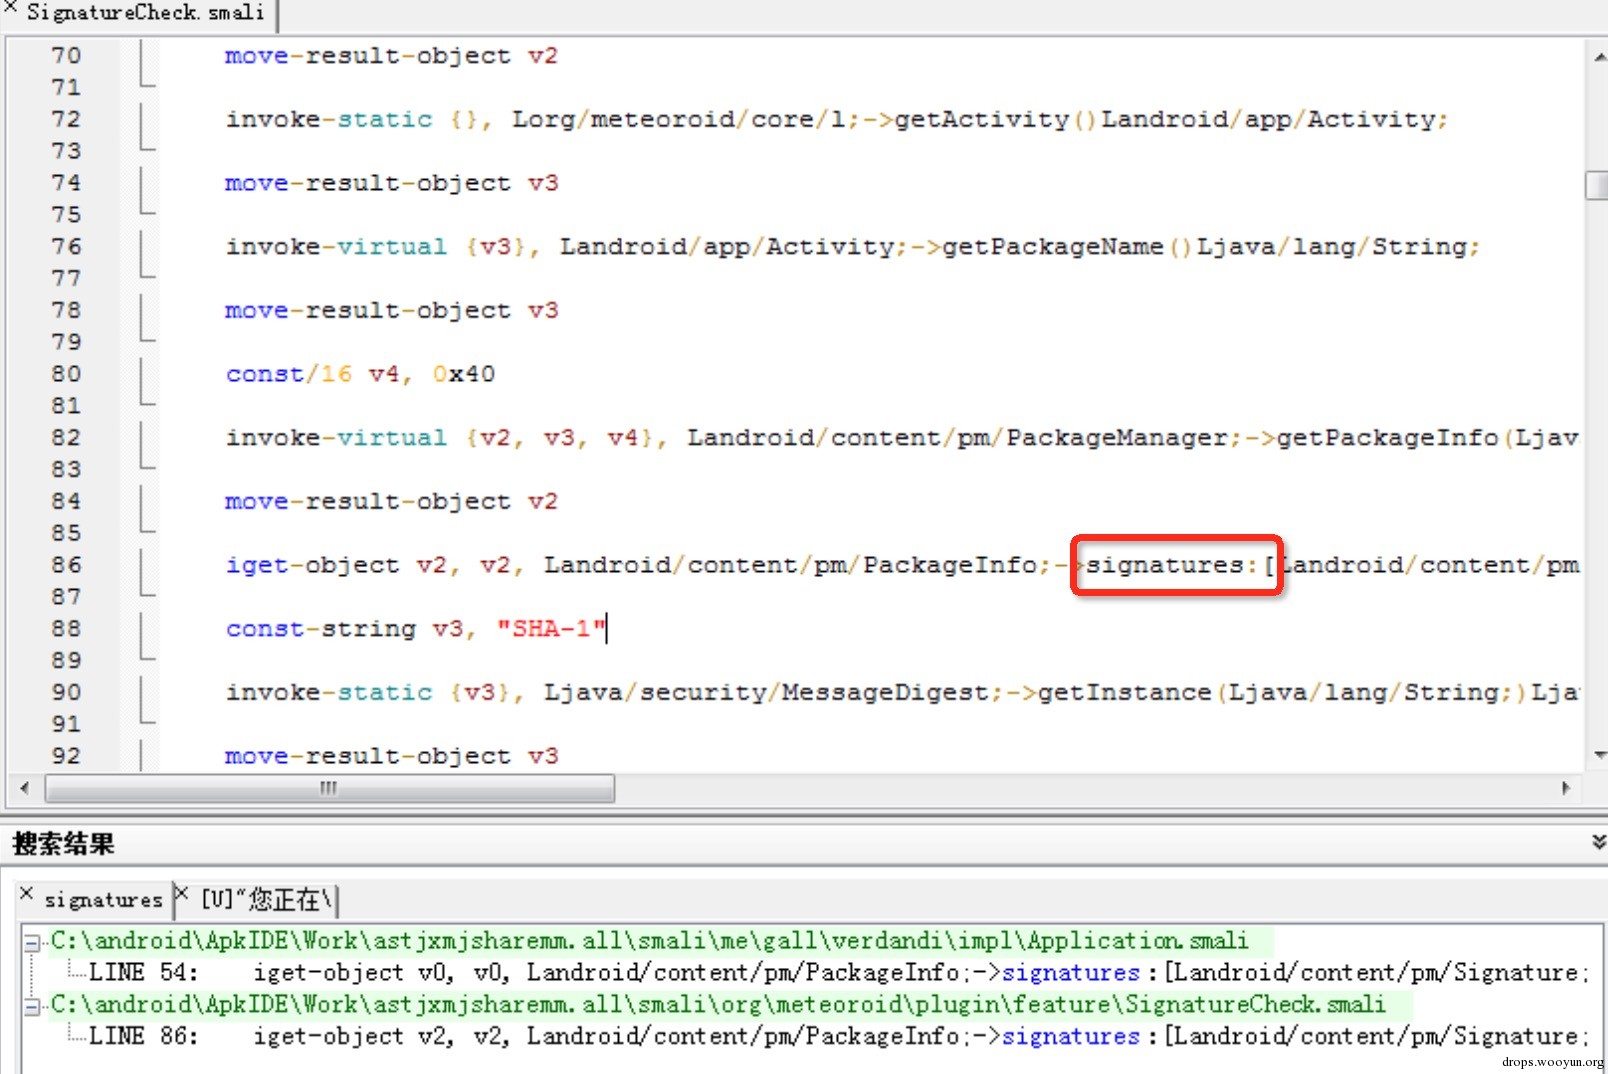 SignatureCheck.smali
70 move-result-object v2
71
72 invoke-static {}, Lorg/meteoroid/core/l;->getActivity()Landroid/app/Activity;
73
74 move-result-object v3
75
76 invoke-virtual {v3}, Landroid/app/Activity;->getPackageName()Ljava/lang/String;
77
78 move-result-object v3
79
80 const/16 v4, 0x40
81
82 invoke-virtual {v2, v3, v4}, Landroid/content/pm/PackageManager;->getPackageInfo(Ljav
83
84 move-result-object v2
85
86 iget-object v2, v2, Landroid/content/pm/PackageInfo;->signatures:[Landroid/content/pm
87
88 const-string v3, "SHA-1"
89
90 invoke-static {v3}, Ljava/security/MessageDigest;->getInstance(Ljava/lang/String;)Lja
91
92 move-result-object v3
搜索结果
signatures [U]"您正在\
C:\android\ApkIDE\Work\astjxmjsharemm.all\smali\me\gall\verdandi\impl\Application.smali
LINE 54: iget-object v0, v0, Landroid/content/pm/PackageInfo;->signatures:[Landroid/content/pm/Signature;
C:\android\ApkIDE\Work\astjxmjsharemm.all\smali\org\meteoroid\plugin\feature\SignatureCheck.smali
LINE 86: iget-object v2, v2, Landroid/content/pm/PackageInfo;->signatures:[Landroid/content/pm/Signature;
drops.wooyun.org